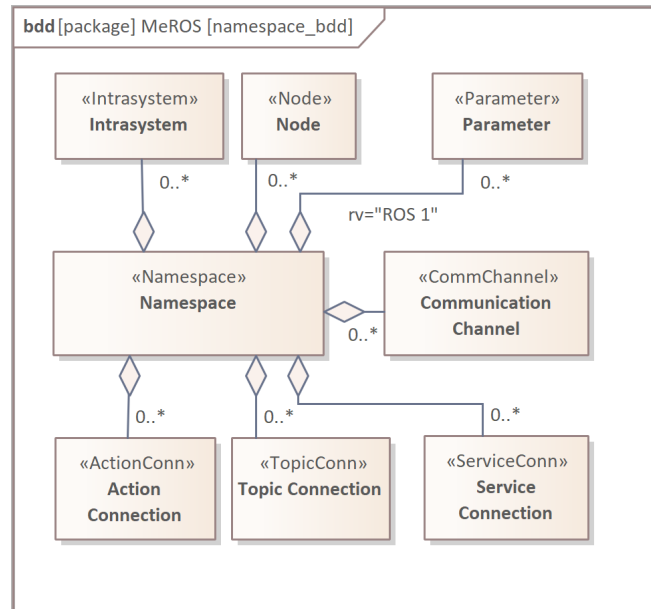 bdd [package] MeROS [namespace_bdd]
«Intrasystem»
Intrasystem
«Node»
Node
«Parameter»
Parameter
0..*
0..*
0..*
rv="ROS 1"
«Namespace»
Namespace
«CommChannel»
Communication
Channel
0..*
0..*
0..*
0..*
«ActionConn»
Action
Connection
«TopicConn»
Topic Connection
«ServiceConn»
Service
Connection